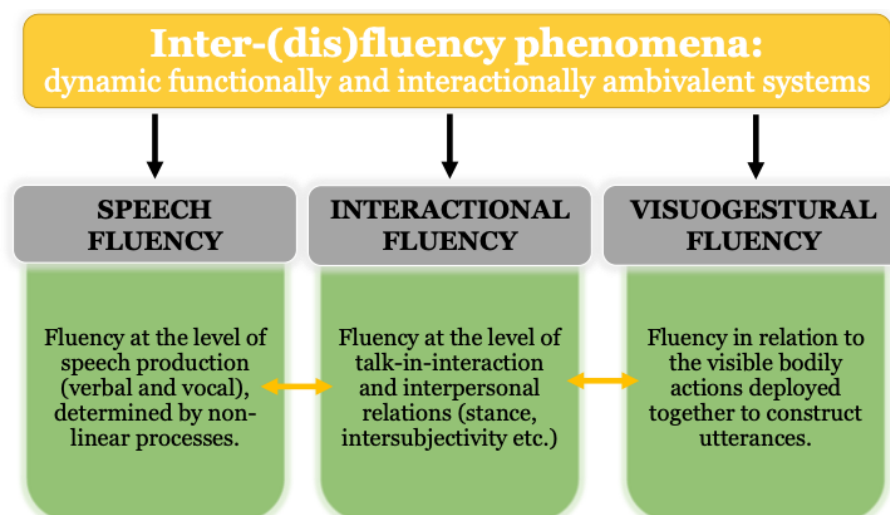 Inter-(dis)fluency phenomena:
dynamic functionally and interactionally ambivalent systems
SPEECH
FLUENCY
Fluency at the level of
speech production
(verbal and vocal),
determined by non-
linear processes.
INTERACTIONAL
FLUENCY
Fluency at the level of
talk-in-interaction
and interpersonal
relations (stance,
intersubjectivity etc.)
VISUOGESTURAL
FLUENCY
Fluency in relation to
the visible bodily
actions deployed
together to construct
utterances.